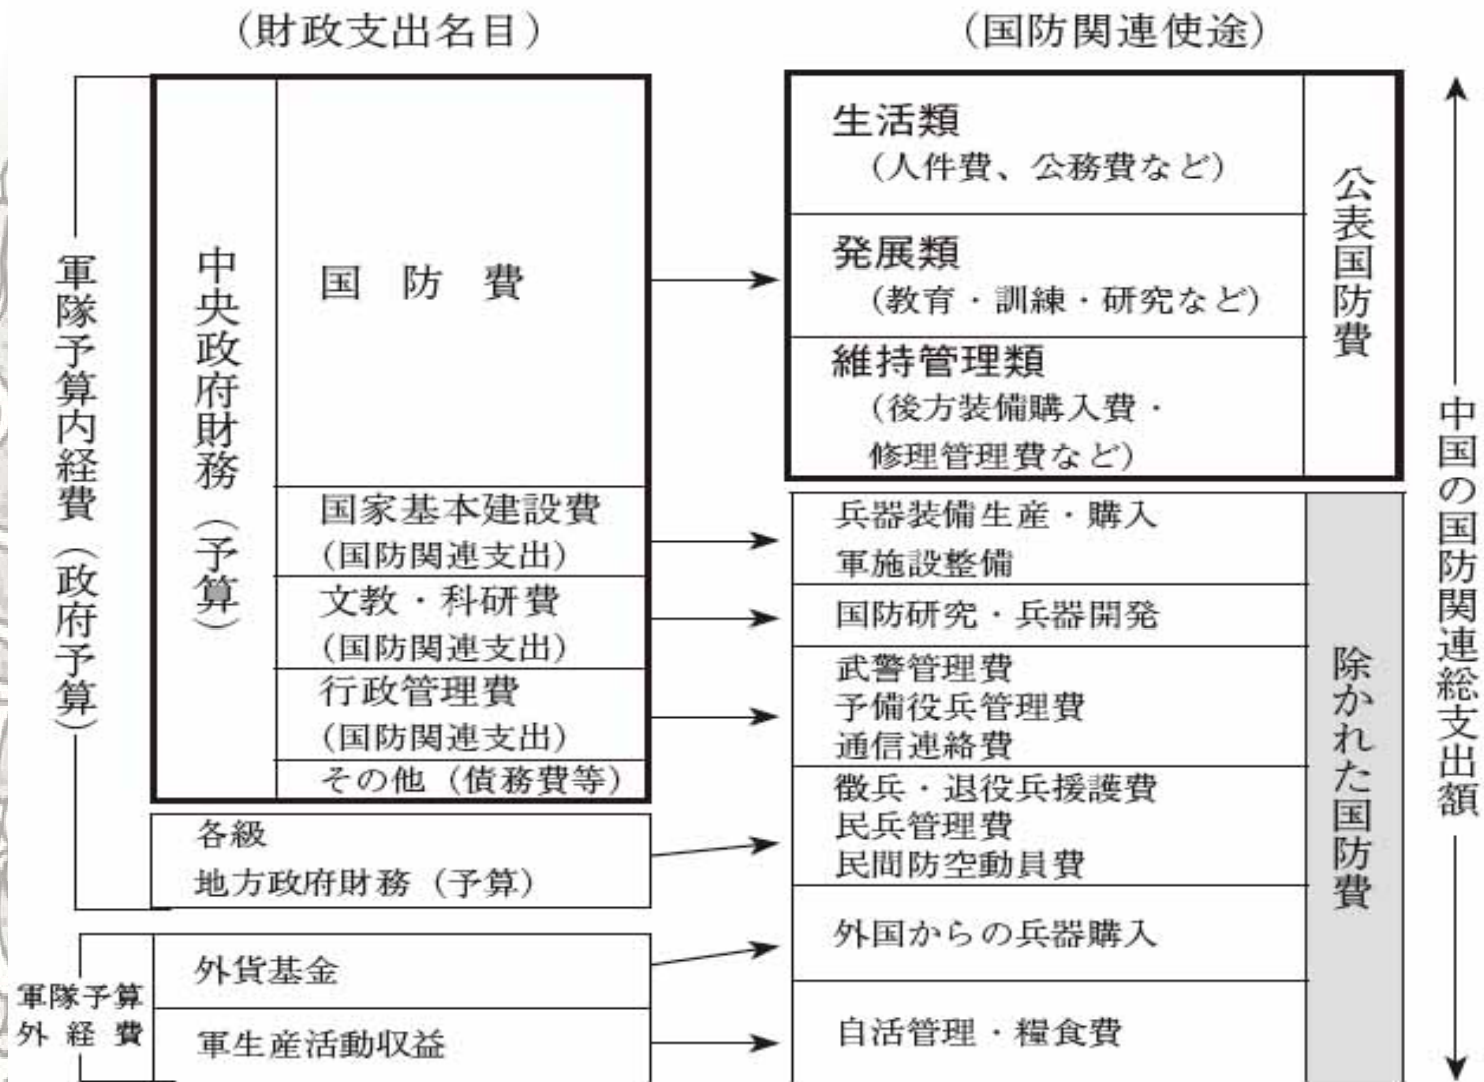 （財政支出名目）
（国防関連使途）
軍隊予算内経費（政府予算）
中央政府財務（予算）
国防費
国家基本建設費
（国防関連支出）
文教・科研費
（国防関連支出）
行政管理費
（国防関連支出）
その他（債務費等）
各級
地方政府財務（予算）
軍隊予算
外経費
外貨基金
軍生産活動収益
生活類
（人件費、公務費など）
発展類
（教育・訓練・研究など）
維持管理類
（後方装備購入費・
修理管理費など）
公表国防費
兵器装備生産・購入
軍施設整備
国防研究・兵器開発
武警管理費
予備役兵管理費
通信連絡費
徴兵・退役兵援護費
民兵管理費
民間防空動員費
外国からの兵器購入
自活管理・糧食費
除かれた国防費
中国の国防関連総支出額